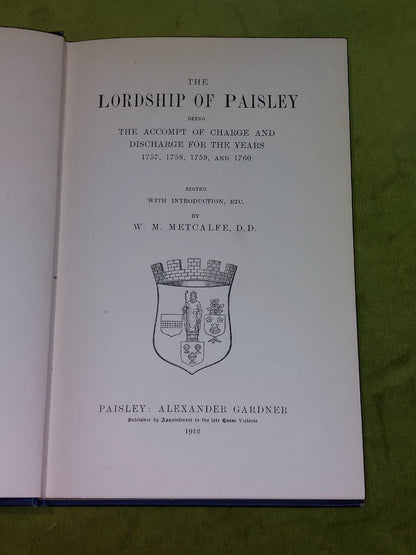 THE
LORDSHIP OF PAISLEY
BEING
THE ACCOMPT OF CHARGE AND
DISCHARGE FOR THE YEARS
1757, 1758, 1759, AND 1760
EDITED
WITH INTRODUCTION, ETC.
BY
W. M. METCALFE, D.D.
PAISLEY: ALEXANDER GARDNER
Publisher by Appointment to the late Queen Victoria
1912